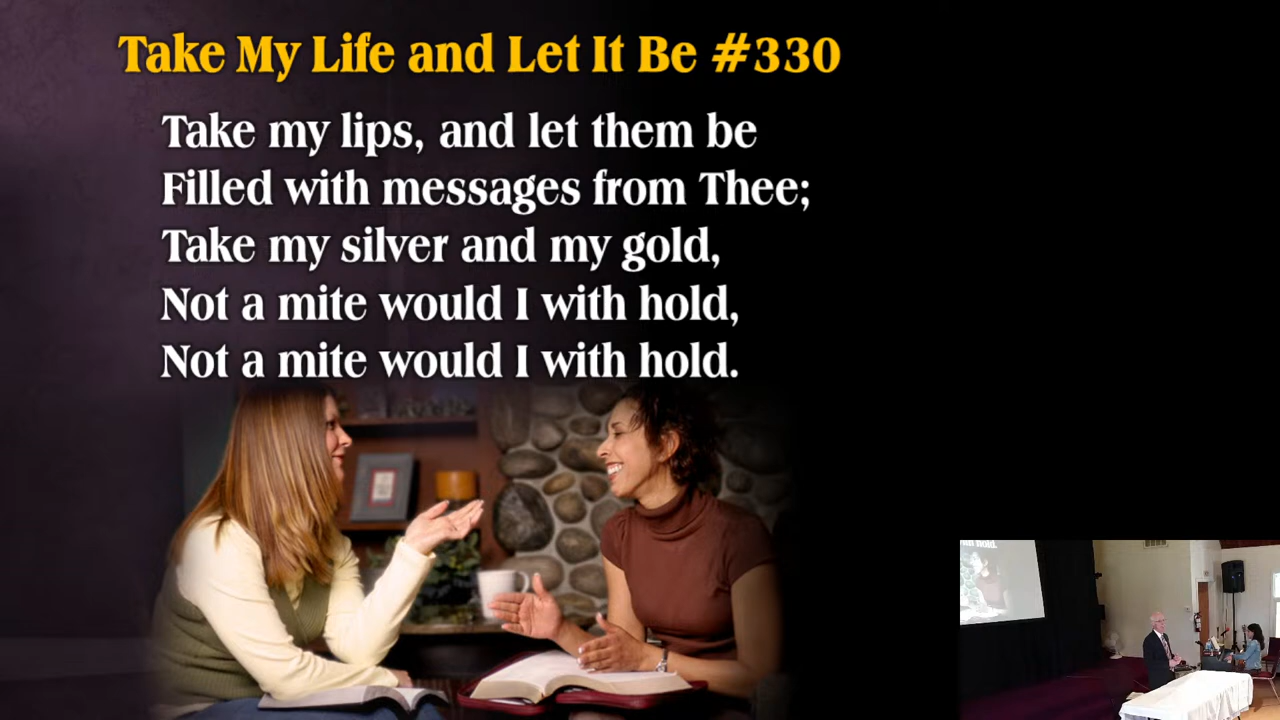 Take My Life and Let It Be #330
Take my lips, and let them be
Filled with messages from Thee;
Take my silver and my gold,
Not a mite would I with hold,
Not a mite would I with hold.
hold.